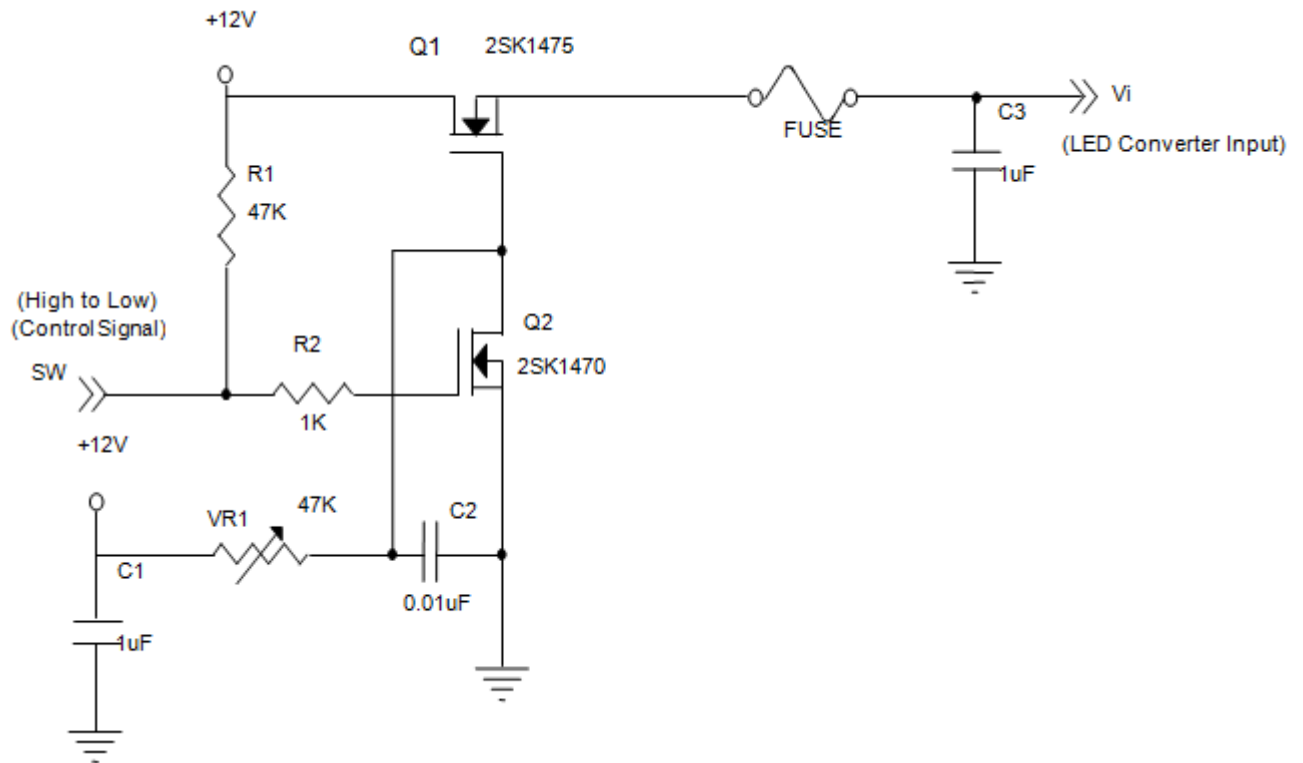 +12V
Q1
2SK1475
FUSE
C3
Vi
1uF
(LED Converter Input)
R1
47K
(High to Low)
(Control Signal)
SW
R2
1K
Q2
2SK1470
+12V
VR1
47K
C2
0.01uF
C1
1uF